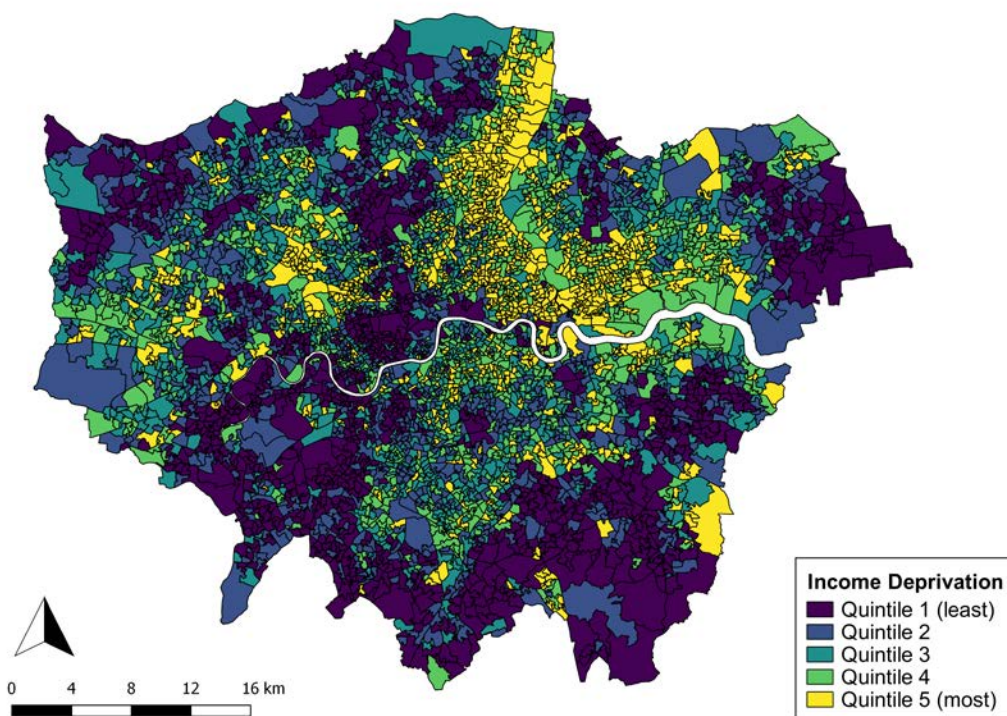 Income Deprivation
Quintile 1 (least)
Quintile 2
Quintile 3
Quintile 4
Quintile 5 (most)
0 4 8 12 16 km